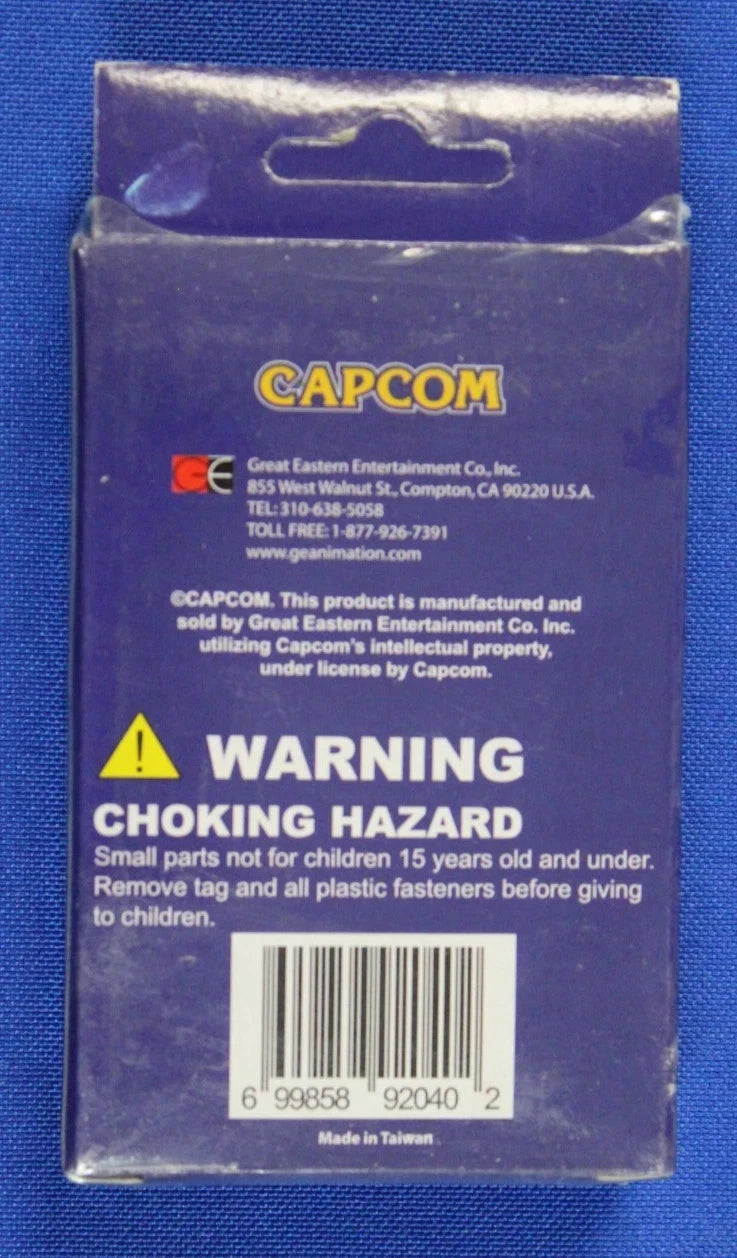 CAPCOM
GE
Great Eastern Entertainment Co., Inc.
855 West Walnut St., Compton, CA 90220 U.S.A.
TEL: 310-638-5058
TOLL FREE: 1-877-926-7391
www.geanimation.com
©CAPCOM. This product is manufactured and
sold by Great Eastern Entertainment Co. Inc.
utilizing Capcom's intellectual property,
under license by Capcom.
! WARNING
CHOKING HAZARD
Small parts not for children 15 years old and under.
Remove tag and all plastic fasteners before giving
to children.
6 99858 92040 2
Made in Taiwan